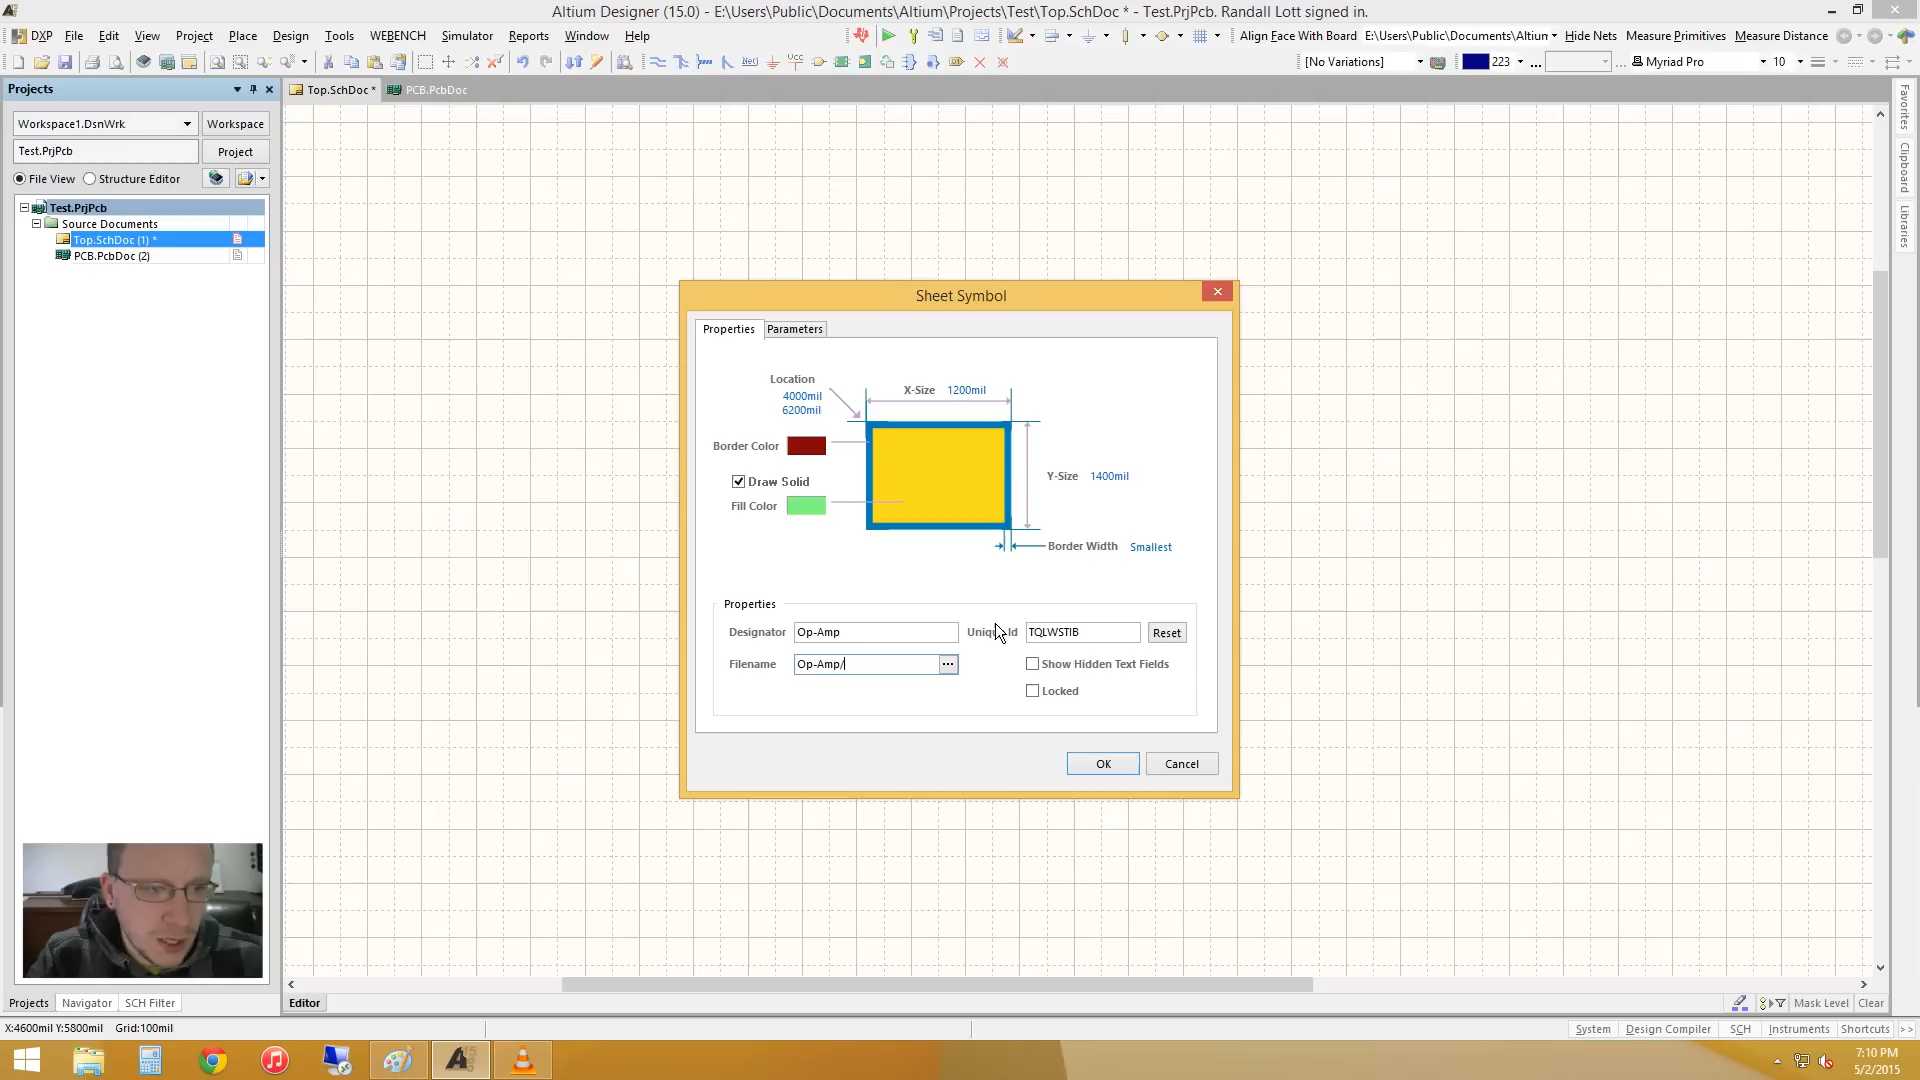 Altium Designer (15.0) - E:\Users\Public\Documents\Altium\Projects\Test\Top.SchDoc * - Test.PrjPcb. Randall Lott signed in.
DXP File Edit View Project Place Design Tools WEBENCH Simulator Reports Window Help
Align Face With Board E:\Users\Public\Documents\Altium Hide Nets Measure Primitives Measure Distance
Net1 Vcc [No Variations] ... 223 ... Myriad Pro 10
Projects
Top.SchDoc * PCB.PcbDoc
Workspace1.DsnWrk Workspace
Test.PrjPcb Project
File View Structure Editor
Test.PrjPcb
Source Documents
Top.SchDoc (1) *
PCB.PcbDoc (2)
Favorites
Clipboard
Libraries
Sheet Symbol
Properties Parameters
Location
4000mil
6200mil
X-Size 1200mil
Border Color
Draw Solid
Fill Color
Y-Size 1400mil
Border Width Smallest
Properties
Designator Op-Amp Unique Id TQLWSTIB Reset
Filename Op-Amp/ ... Show Hidden Text Fields
Locked
OK Cancel
Projects Navigator SCH Filter Editor Mask Level Clear
X:4600mil Y:5800mil Grid:100mil System Design Compiler SCH Instruments Shortcuts >>
7:10 PM
5/2/2015